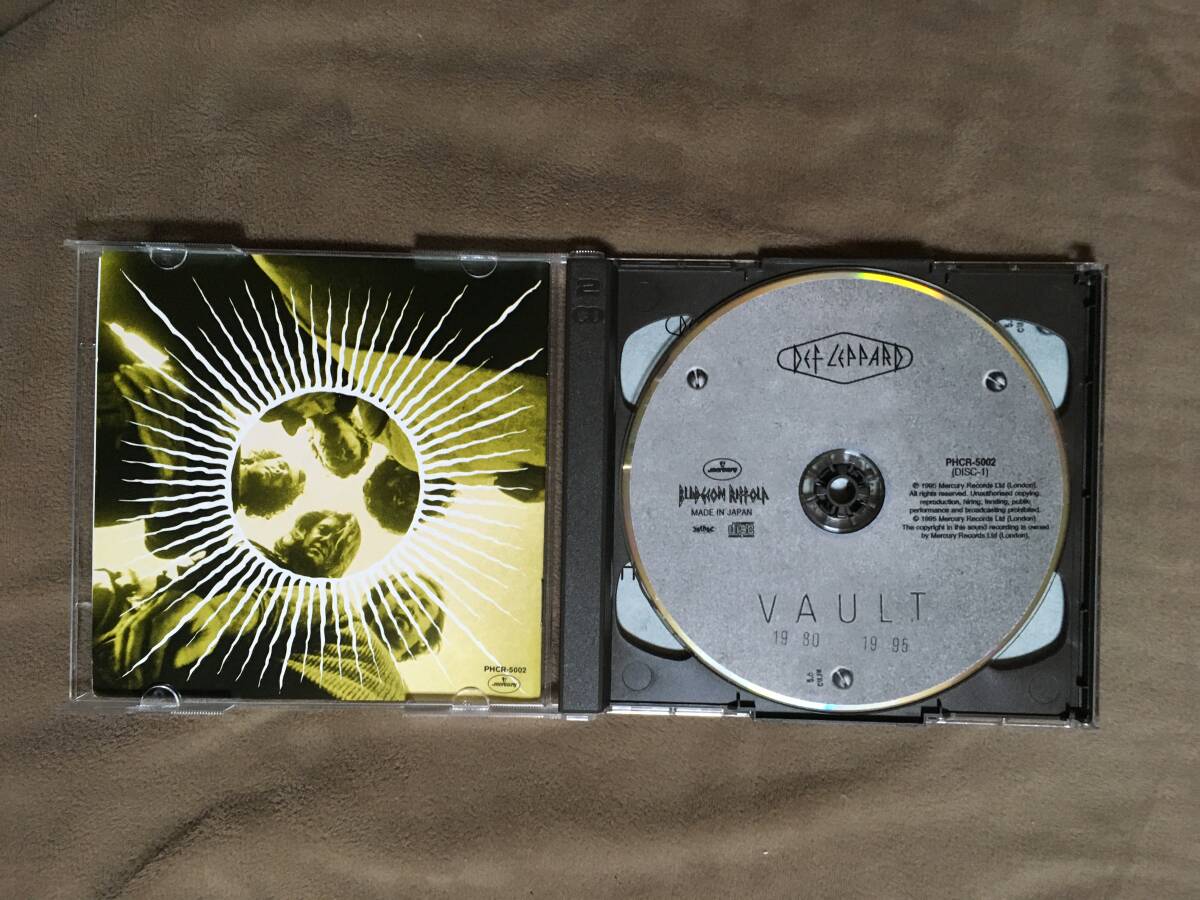 PHCR-5002
mercury
2
CD
DEF LEPPARD
mercury
BLUDGEON RIFFOLA
MADE IN JAPAN
PHCR-5002
(DISC-1)
℗ 1995 Mercury Records Ltd (London).
All rights reserved. Unauthorised copying,
reproduction, hiring, lending, public
performance and broadcasting prohibited.
© 1995 Mercury Records Ltd (London)
The copyright in this sound recording is owned
by Mercury Records Ltd (London).
VAULT
19 80 19 95